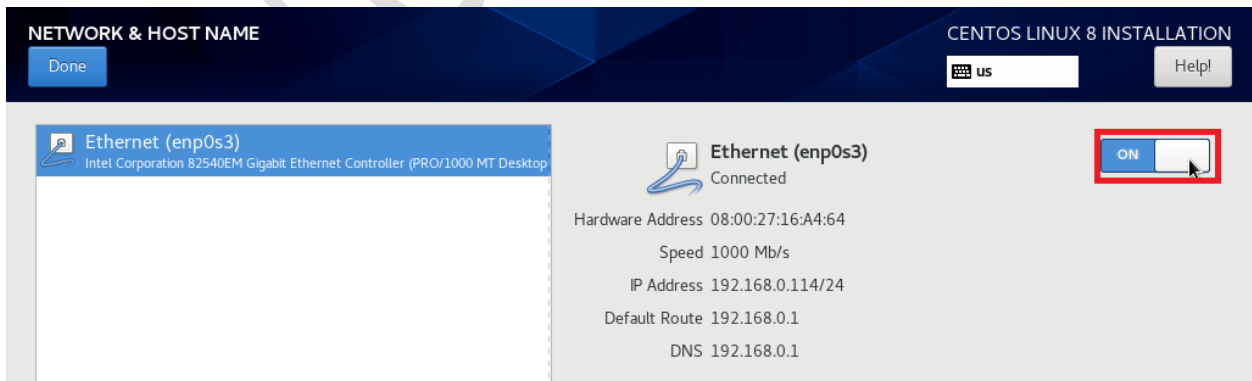 NETWORK & HOST NAME
CENTOS LINUX 8 INSTALLATION
Done
us
Help!
Ethernet (enp0s3)
Intel Corporation 82540EM Gigabit Ethernet Controller (PRO/1000 MT Desktop
Ethernet (enp0s3)
Connected
ON
Hardware Address 08:00:27:16:A4:64
Speed 1000 Mb/s
IP Address 192.168.0.114/24
Default Route 192.168.0.1
DNS 192.168.0.1